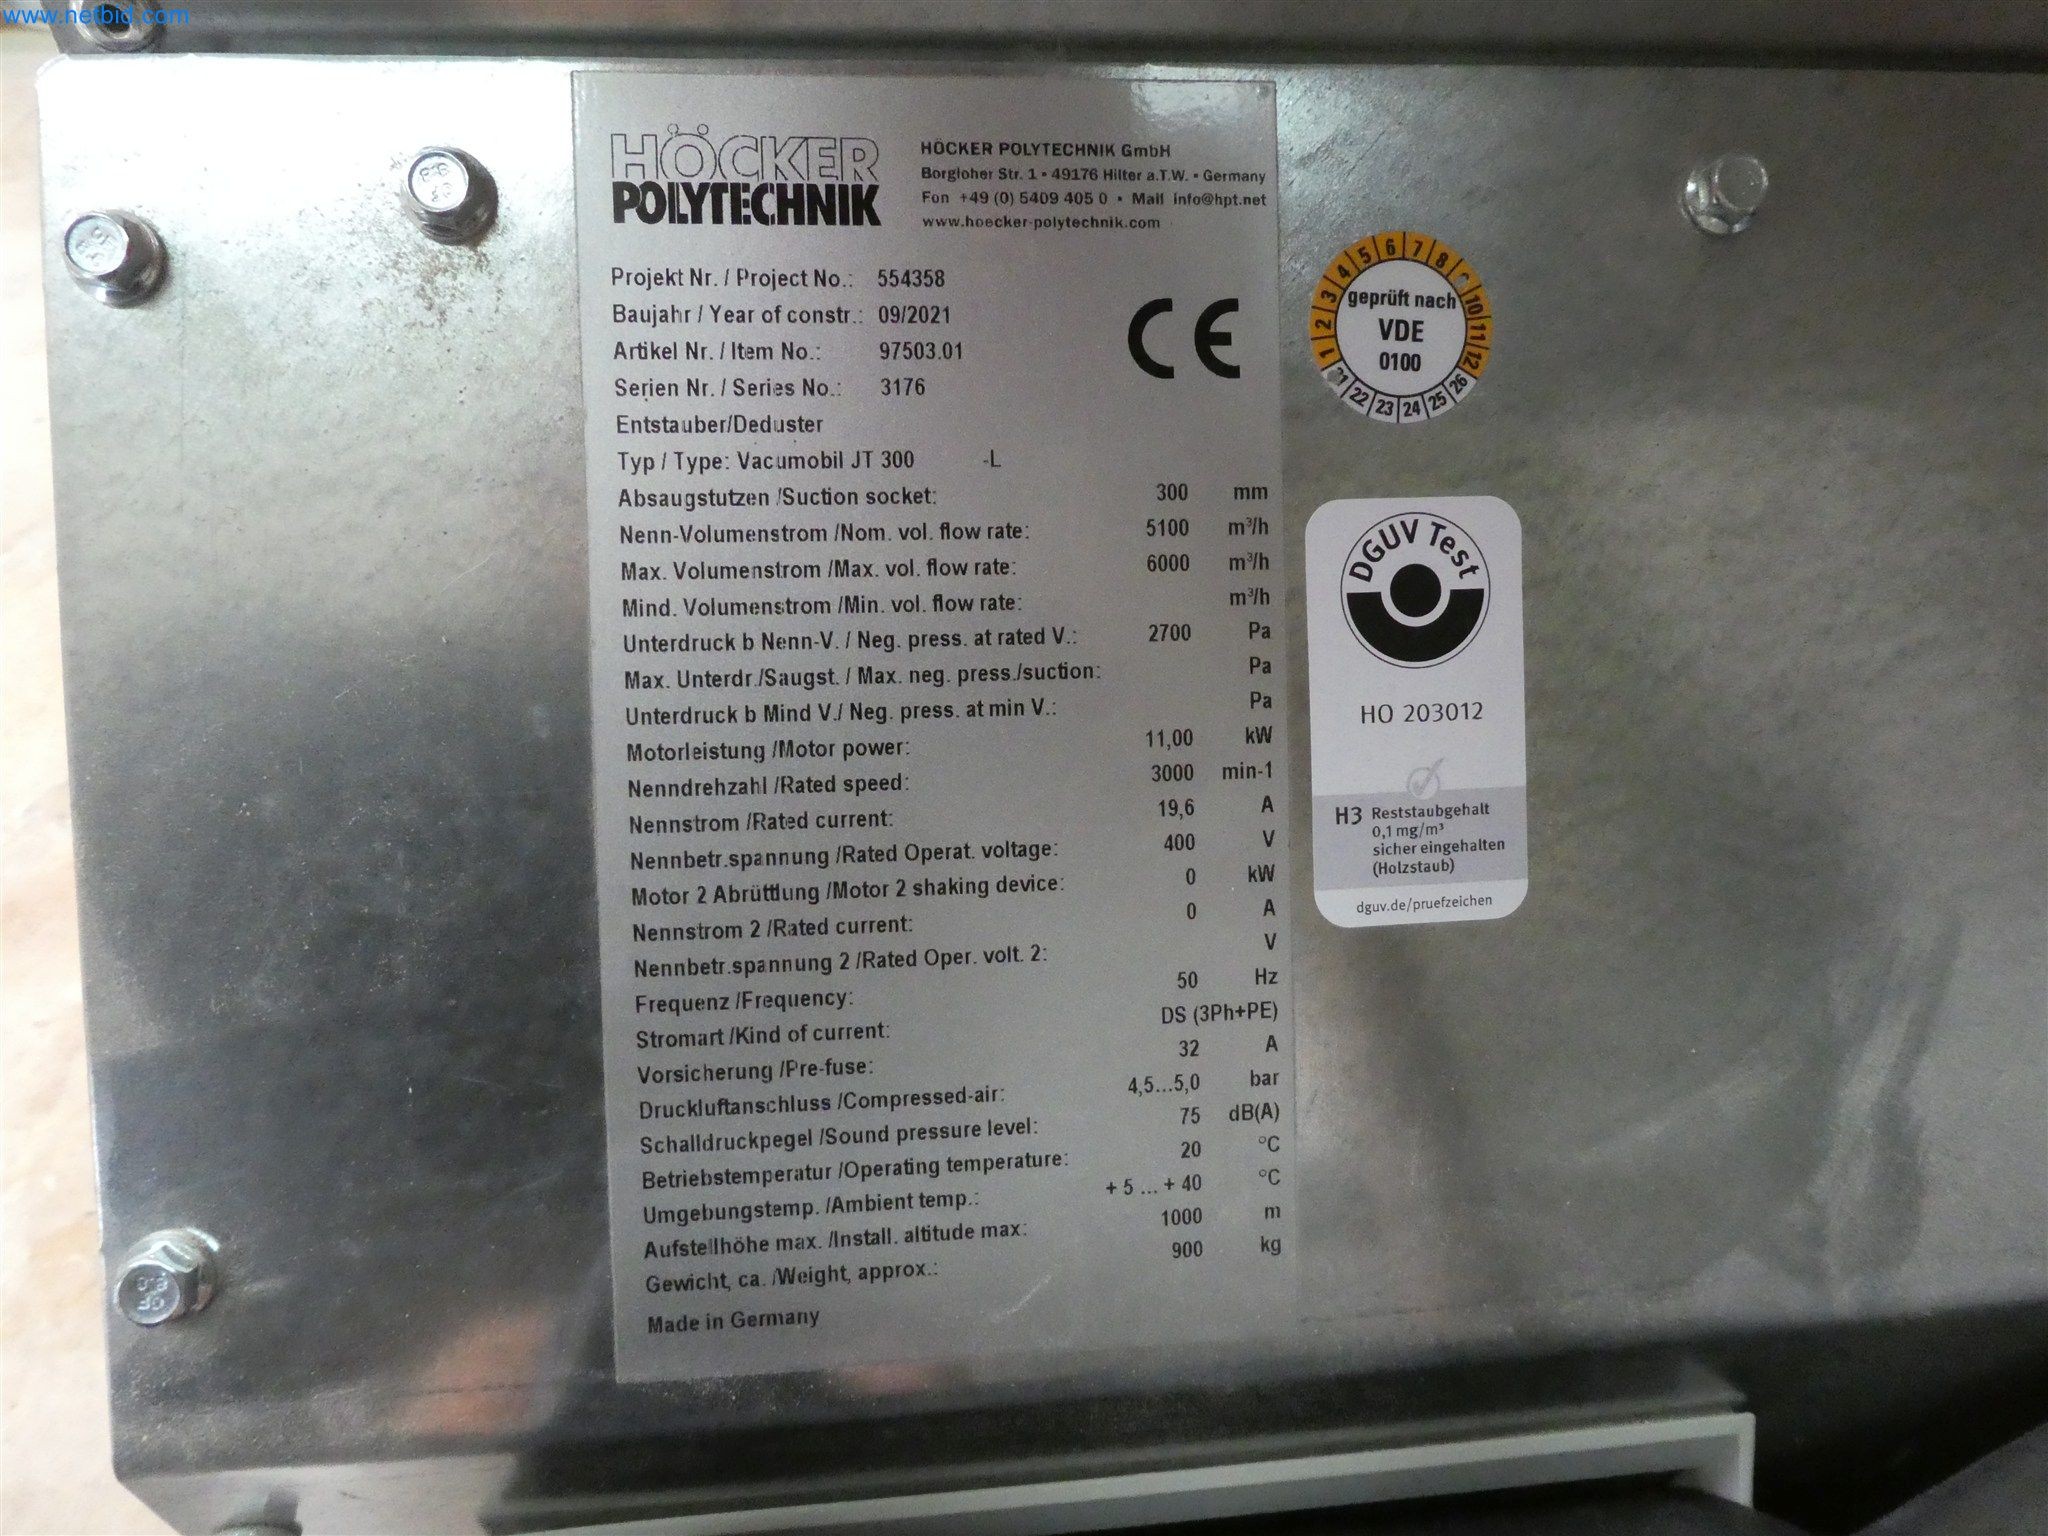 www.netbid.com
HÖCKER
POLYTECHNIK
HÖCKER POLYTECHNIK GmbH
Borgloher Str. 1 • 49176 Hilter a.T.W. • Germany
Fon +49 (0) 5409 405 0 • Mail info@hpt.net
www.hoecker-polytechnik.com
Projekt Nr. / Project No.: 554358
Baujahr / Year of constr.: 09/2021
Artikel Nr. / Item No.: 97503.01
Serien Nr. / Series No.: 3176
Entstauber/Deduster
Typ / Type: Vacumobil JT 300 -L
Absaugstutzen /Suction socket: 300 mm
Nenn-Volumenstrom /Nom. vol. flow rate: 5100 m³/h
Max. Volumenstrom /Max. vol. flow rate: 6000 m³/h
Mind. Volumenstrom /Min. vol. flow rate: m³/h
Unterdruck b Nenn-V. / Neg. press. at rated V.: 2700 Pa
Max. Unterdr./Saugst. / Max. neg. press./suction: Pa
Unterdruck b Mind V./ Neg. press. at min V.: Pa
Motorleistung /Motor power: 11,00 kW
Nenndrehzahl /Rated speed: 3000 min-1
Nennstrom /Rated current: 19,6 A
Nennbetr.spannung /Rated Operat. voltage: 400 V
Motor 2 Abrüttlung /Motor 2 shaking device: 0 kW
Nennstrom 2 /Rated current: 0 A
Nennbetr.spannung 2 /Rated Oper. volt. 2: V
Frequenz /Frequency: 50 Hz
Stromart /Kind of current: DS (3Ph+PE)
Vorsicherung /Pre-fuse: 32 A
Druckluftanschluss /Compressed-air: 4,5...5,0 bar
Schalldruckpegel /Sound pressure level: 75 dB(A)
Betriebstemperatur /Operating temperature: 20 °C
Umgebungstemp. /Ambient temp.: + 5 ... + 40 °C
Aufstellhöhe max. /Install. altitude max: 1000 m
Gewicht, ca. /Weight, approx.: 900 kg
Made in Germany
CE
1 2 3 4 5 6 7 8 10 11 12
geprüft nach
VDE
0100
21 22 23 24 25 26
DGUV Test
HO 203012
H3 Reststaubgehalt
0,1 mg/m³
sicher eingehalten
(Holzstaub)
dguv.de/pruefzeichen